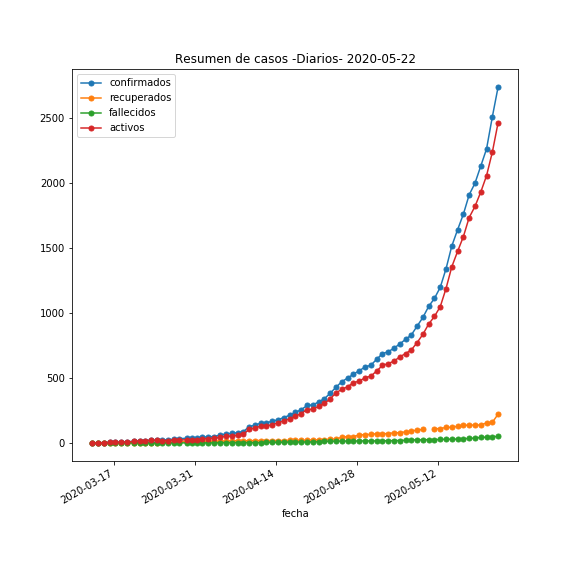 Resumen de casos -Diarios- 2020-05-22
confirmados
recuperados
fallecidos
activos
2500
2000
1500
1000
500
0
2020-03-17
2020-03-31
2020-04-14
2020-04-28
2020-05-12
fecha